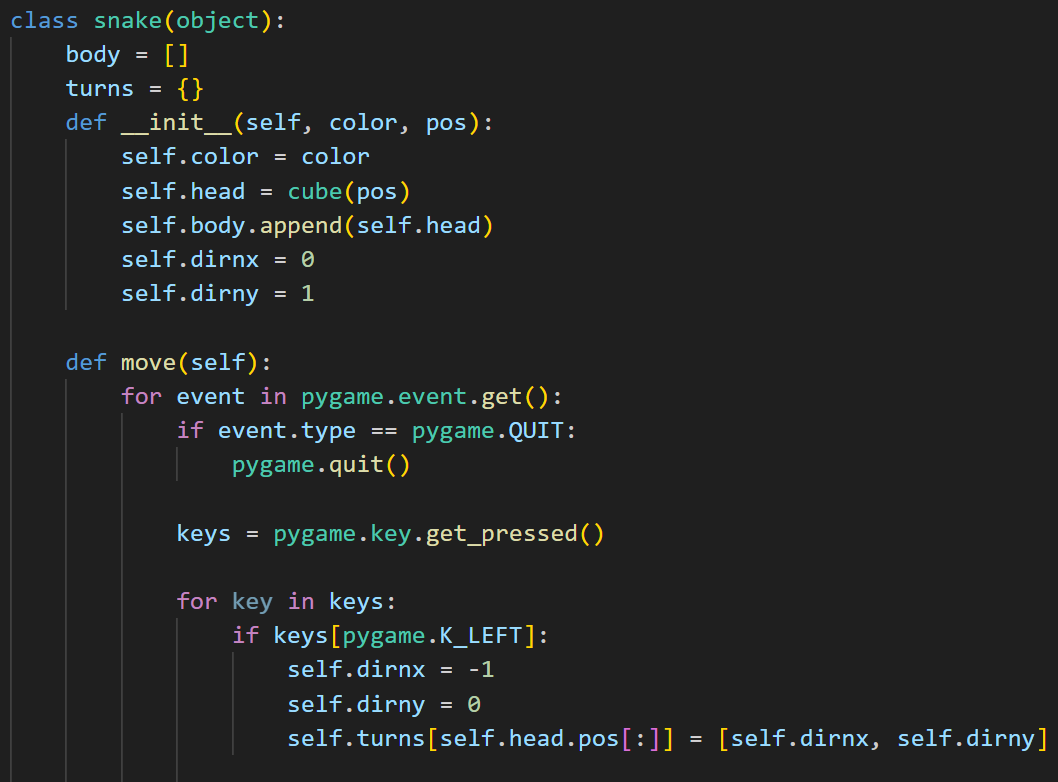 class snake(object):
    body = []
    turns = {}
    def __init__(self, color, pos):
        self.color = color
        self.head = cube(pos)
        self.body.append(self.head)
        self.dirnx = 0
        self.dirny = 1

    def move(self):
        for event in pygame.event.get():
            if event.type == pygame.QUIT:
                pygame.quit()

            keys = pygame.key.get_pressed()

            for key in keys:
                if keys[pygame.K_LEFT]:
                    self.dirnx = -1
                    self.dirny = 0
                    self.turns[self.head.pos[:]] = [self.dirnx, self.dirny]